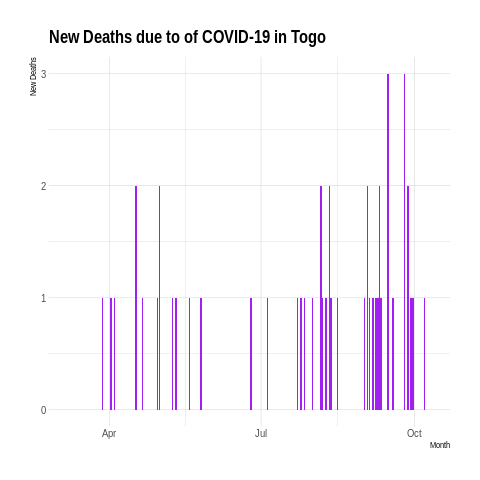 New Deaths due to of COVID-19 in Togo
New Deaths
3
2
1
0
Apr
Jul
Oct
Month